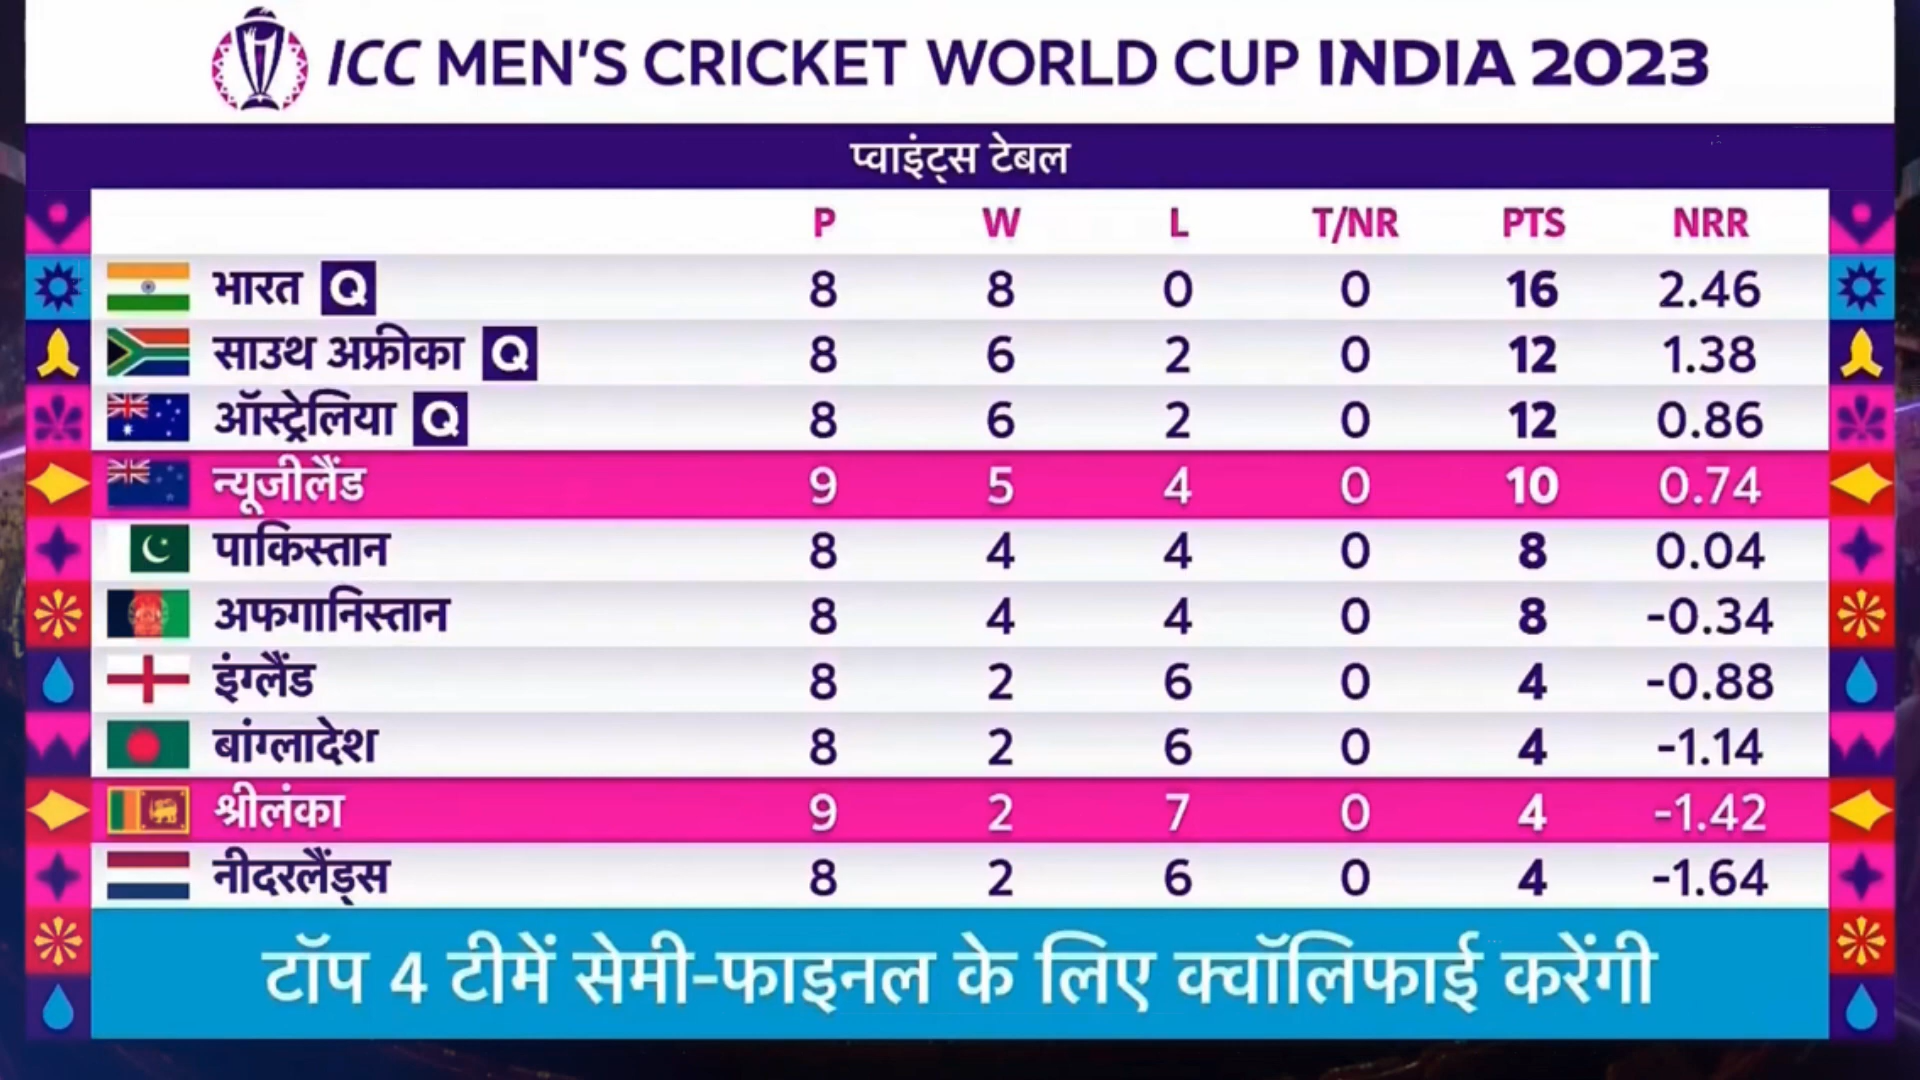 ICC MEN'S CRICKET WORLD CUP INDIA 2023
प्वाइंट्स टेबल
P W L T/NR PTS NRR
भारत Q 8 8 0 0 16 2.46
साउथ अफ्रीका Q 8 6 2 0 12 1.38
ऑस्ट्रेलिया Q 8 6 2 0 12 0.86
न्यूजीलैंड 9 5 4 0 10 0.74
पाकिस्तान 8 4 4 0 8 0.04
अफगानिस्तान 8 4 4 0 8 -0.34
इंग्लैंड 8 2 6 0 4 -0.88
बांग्लादेश 8 2 6 0 4 -1.14
श्रीलंका 9 2 7 0 4 -1.42
नीदरलैंड्स 8 2 6 0 4 -1.64
टॉप 4 टीमें सेमी-फाइनल के लिए क्वॉलिफाई करेंगी